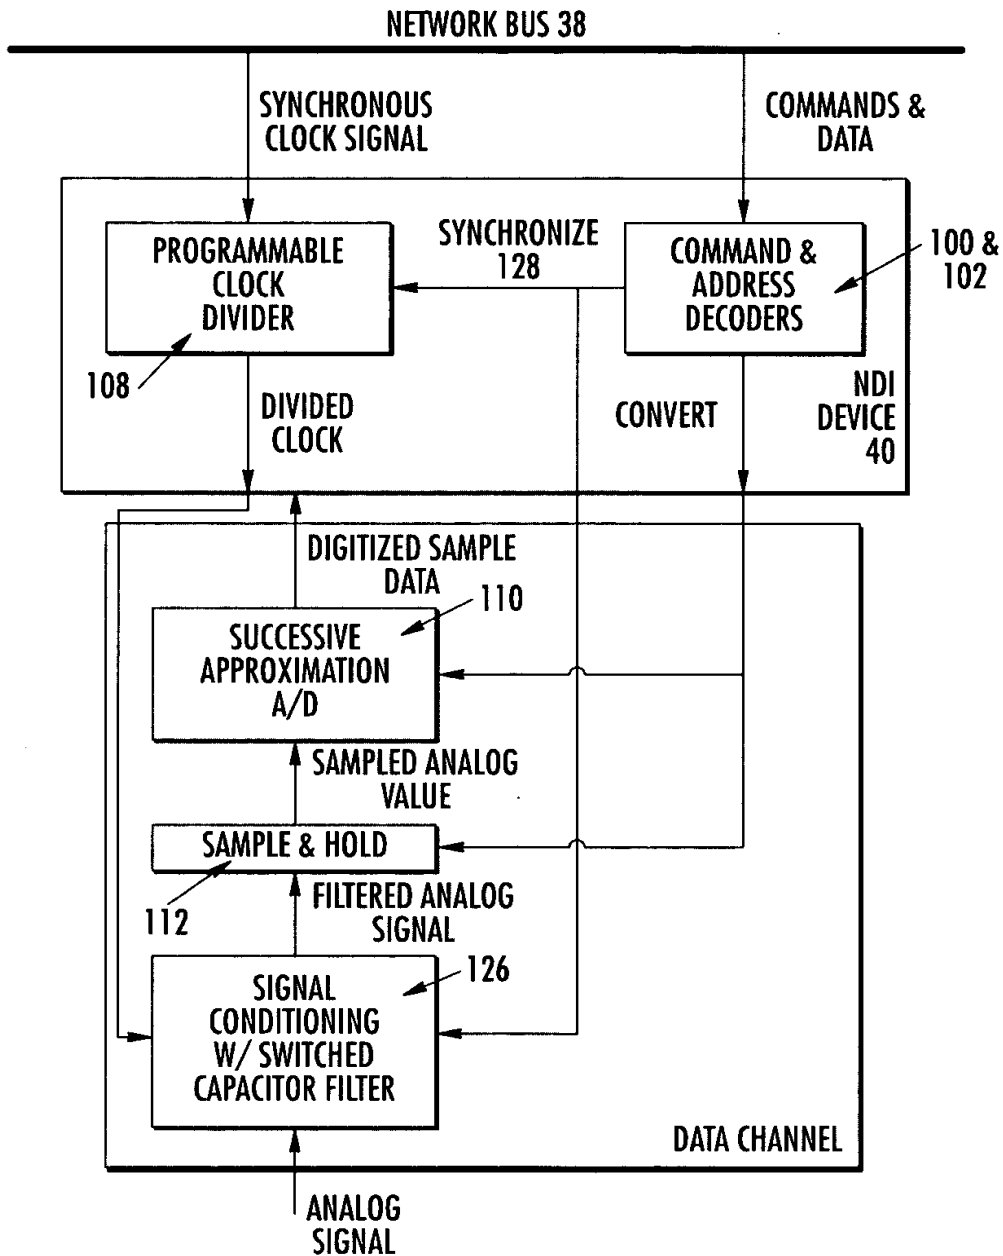 NETWORK BUS 38
SYNCHRONOUS
CLOCK SIGNAL
COMMANDS &
DATA
PROGRAMMABLE
CLOCK
DIVIDER
SYNCHRONIZE
128
COMMAND &
ADDRESS
DECODERS
100 &
102
108
DIVIDED
CLOCK
CONVERT
NDI
DEVICE
40
DIGITIZED SAMPLE
DATA
110
SUCCESSIVE
APPROXIMATION
A/D
SAMPLED ANALOG
VALUE
SAMPLE & HOLD
112
FILTERED ANALOG
SIGNAL
126
SIGNAL
CONDITIONING
W/ SWITCHED
CAPACITOR FILTER
DATA CHANNEL
ANALOG
SIGNAL